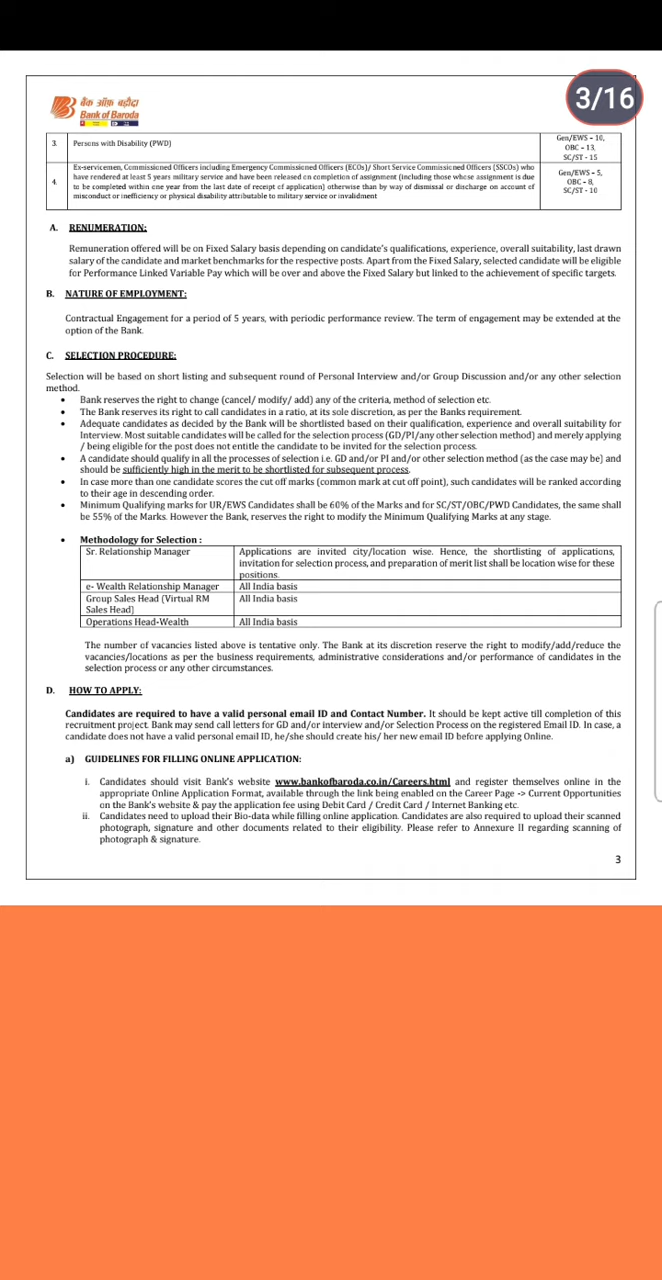 3/16
बैंक ऑफ़ बड़ौदा
Bank of Baroda
3. Persons with Disability (PWD)
Gen/EWS – 10,
OBC – 13,
SC/ST - 15
4.
Ex-servicemen, Commissioned Officers including Emergency Commissioned Officers (ECOs)/ Short Service Commissioned Officers (SSCOs) who
have rendered at least 5 years military service and have been released on completion of assignment (including those whose assignment is due
to be completed within one year from the last date of receipt of application) otherwise than by way of dismissal or discharge on account of
misconduct or inefficiency or physical disability attributable to military service or invalidment
Gen/EWS – 5,
OBC – 8,
SC/ST - 10
A. RENUMERATION:
Remuneration offered will be on Fixed Salary basis depending on candidate's qualifications, experience, overall suitability, last drawn
salary of the candidate and market benchmarks for the respective posts. Apart from the Fixed Salary, selected candidate will be eligible
for Performance Linked Variable Pay which will be over and above the Fixed Salary but linked to the achievement of specific targets.
B. NATURE OF EMPLOYMENT:
Contractual Engagement for a period of 5 years, with periodic performance review. The term of engagement may be extended at the
option of the Bank.
C. SELECTION PROCEDURE:
Selection will be based on short listing and subsequent round of Personal Interview and/or Group Discussion and/or any other selection
method.
• Bank reserves the right to change (cancel/ modify/ add) any of the criteria, method of selection etc.
• The Bank reserves its right to call candidates in a ratio, at its sole discretion, as per the Banks requirement.
• Adequate candidates as decided by the Bank will be shortlisted based on their qualification, experience and overall suitability for
Interview. Most suitable candidates will be called for the selection process (GD/PI/any other selection method) and merely applying
/ being eligible for the post does not entitle the candidate to be invited for the selection process.
• A candidate should qualify in all the processes of selection i.e. GD and/or PI and/or other selection method (as the case may be) and
should be sufficiently high in the merit to be shortlisted for subsequent process.
• In case more than one candidate scores the cut off marks (common mark at cut off point), such candidates will be ranked according
to their age in descending order.
• Minimum Qualifying marks for UR/EWS Candidates shall be 60% of the Marks and for SC/ST/OBC/PWD Candidates, the same shall
be 55% of the Marks. However the Bank, reserves the right to modify the Minimum Qualifying Marks at any stage.
• Methodology for Selection :
Sr. Relationship Manager
Applications are invited city/location wise. Hence, the shortlisting of applications,
invitation for selection process, and preparation of merit list shall be location wise for these
positions.
e- Wealth Relationship Manager All India basis
Group Sales Head (Virtual RM All India basis
Sales Head)
Operations Head-Wealth All India basis
The number of vacancies listed above is tentative only. The Bank at its discretion reserve the right to modify/add/reduce the
vacancies/locations as per the business requirements, administrative considerations and/or performance of candidates in the
selection process or any other circumstances.
D. HOW TO APPLY:
Candidates are required to have a valid personal email ID and Contact Number. It should be kept active till completion of this
recruitment project. Bank may send call letters for GD and/or interview and/or Selection Process on the registered Email ID. In case, a
candidate does not have a valid personal email ID, he/she should create his/ her new email ID before applying Online.
a) GUIDELINES FOR FILLING ONLINE APPLICATION:
i. Candidates should visit Bank's website www.bankofbaroda.co.in/Careers.html and register themselves online in the
appropriate Online Application Format, available through the link being enabled on the Career Page -> Current Opportunities
on the Bank's website & pay the application fee using Debit Card / Credit Card / Internet Banking etc.
ii. Candidates need to upload their Bio-data while filling online application. Candidates are also required to upload their scanned
photograph, signature and other documents related to their eligibility. Please refer to Annexure II regarding scanning of
photograph & signature.
3